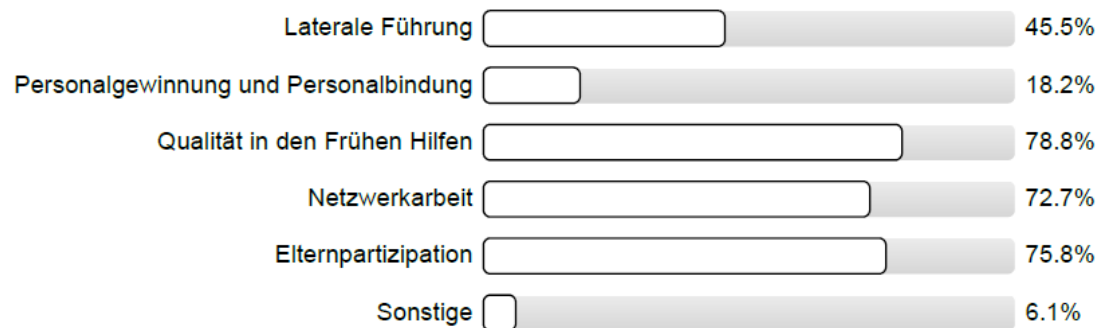 Laterale Führung 45.5%
Personalgewinnung und Personalbindung 18.2%
Qualität in den Frühen Hilfen 78.8%
Netzwerkarbeit 72.7%
Elternpartizipation 75.8%
Sonstige 6.1%